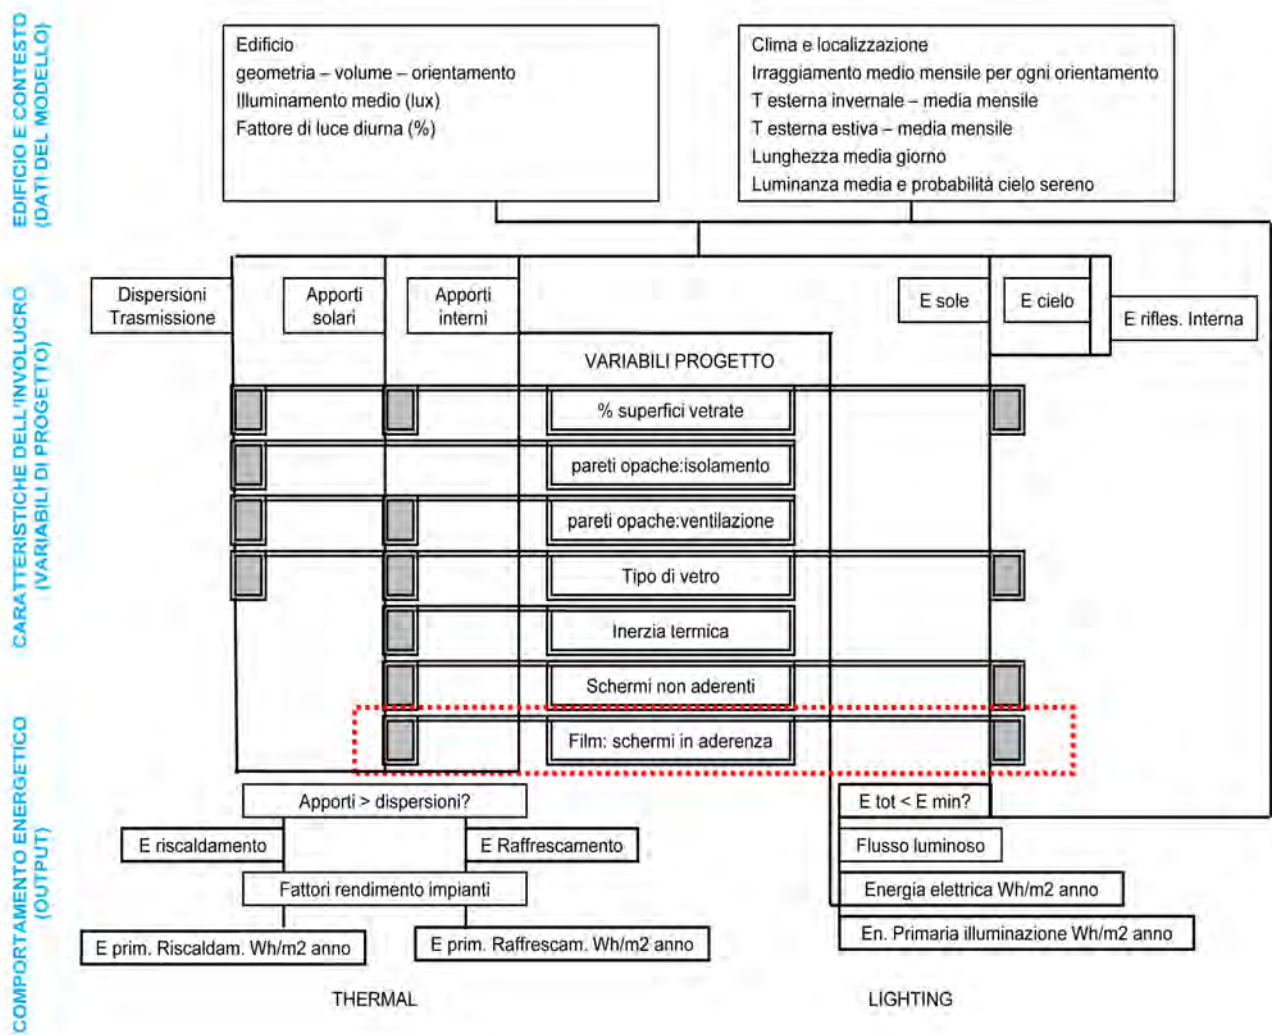 EDIFICIO E CONTESTO
(DATI DEL MODELLO)
Edificio
geometria – volume – orientamento
Illuminamento medio (lux)
Fattore di luce diurna (%)
Clima e localizzazione
Irraggiamento medio mensile per ogni orientamento
T esterna invernale – media mensile
T esterna estiva – media mensile
Lunghezza media giorno
Luminanza media e probabilità cielo sereno
CARATTERISTICHE DELL'INVOLUCRO
(VARIABILI DI PROGETTO)
Dispersioni
Trasmissione
Apporti
solari
Apporti
interni
E sole
E cielo
E rifles. Interna
VARIABILI PROGETTO
% superfici vetrate
pareti opache:isolamento
pareti opache:ventilazione
Tipo di vetro
Inerzia termica
Schermi non aderenti
Film: schermi in aderenza
COMPORTAMENTO ENERGETICO
(OUTPUT)
Apporti > dispersioni?
E riscaldamento
E Raffrescamento
Fattori rendimento impianti
E prim. Riscaldam. Wh/m2 anno
E prim. Raffrescam. Wh/m2 anno
E tot < E min?
Flusso luminoso
Energia elettrica Wh/m2 anno
En. Primaria illuminazione Wh/m2 anno
THERMAL
LIGHTING